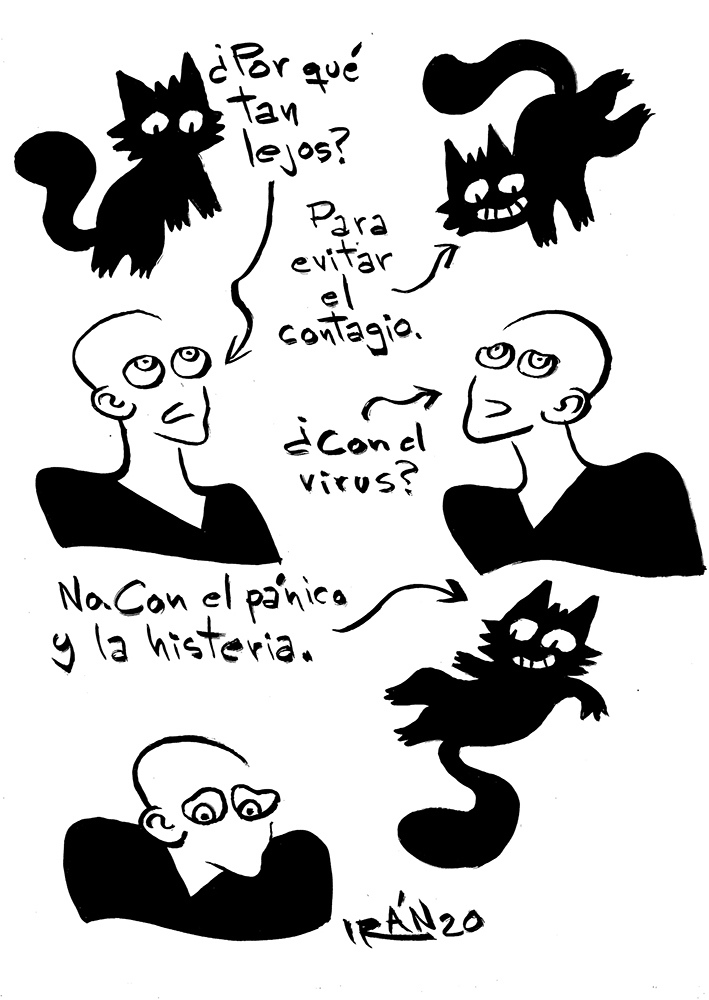 ¿Por qué
tan
lejos?
Para
evitar
el
contagio.
¿Con el
virus?
No. Con el pánico
y la histeria.
IRÁN20